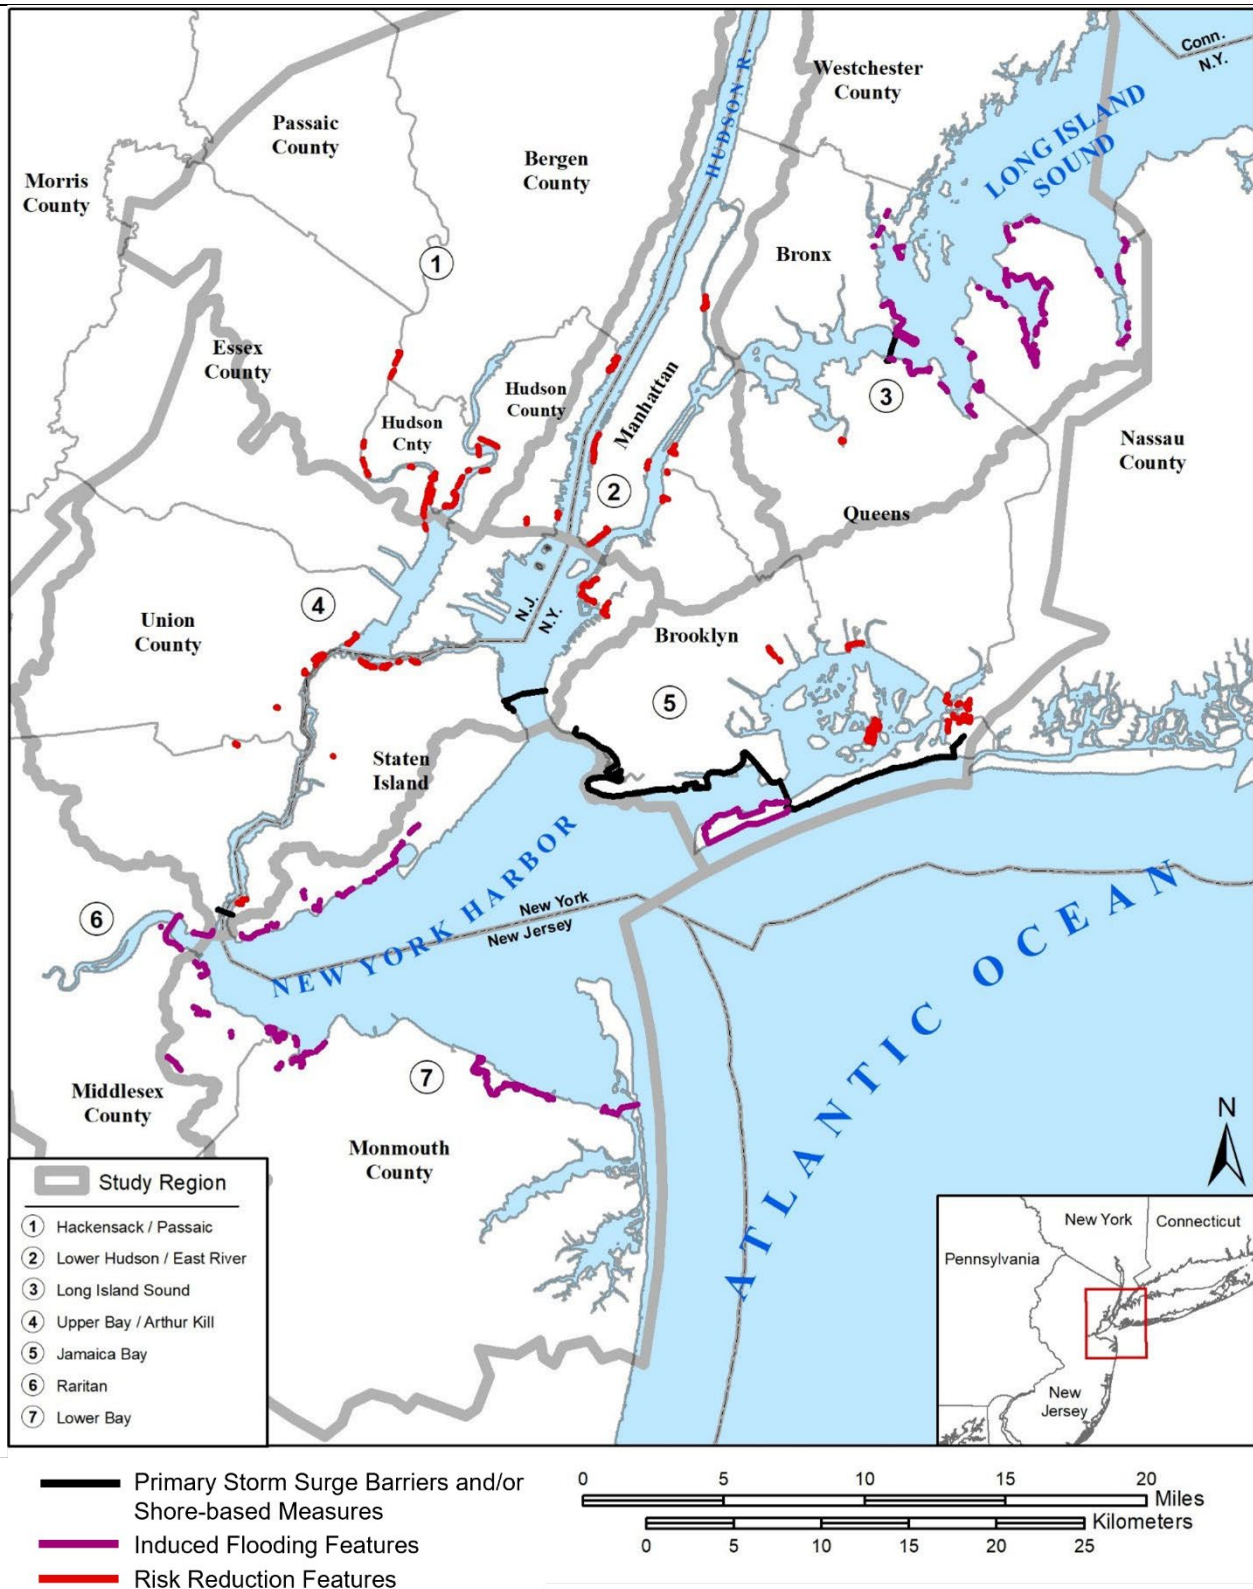 Conn.
N.Y.
Westchester
County
HUDSON R.
LONG ISLAND
SOUND
Passaic
County
Bergen
County
Morris
County
Bronx
1
Essex
County
Hudson
County
Manhattan
3
Hudson
Cnty
Nassau
County
2
Queens
4
N.J.
N.Y.
Union
County
Brooklyn
5
Staten
Island
NEW YORK HARBOR
New York
New Jersey
6
ATLANTIC OCEAN
7
Middlesex
County
Monmouth
County
N
Study Region
1 Hackensack / Passaic
2 Lower Hudson / East River
3 Long Island Sound
4 Upper Bay / Arthur Kill
5 Jamaica Bay
6 Raritan
7 Lower Bay
New York
Connecticut
Pennsylvania
New
Jersey
Primary Storm Surge Barriers and/or
Shore-based Measures
Induced Flooding Features
Risk Reduction Features
0 5 10 15 20
Miles
Kilometers
0 5 10 15 20 25